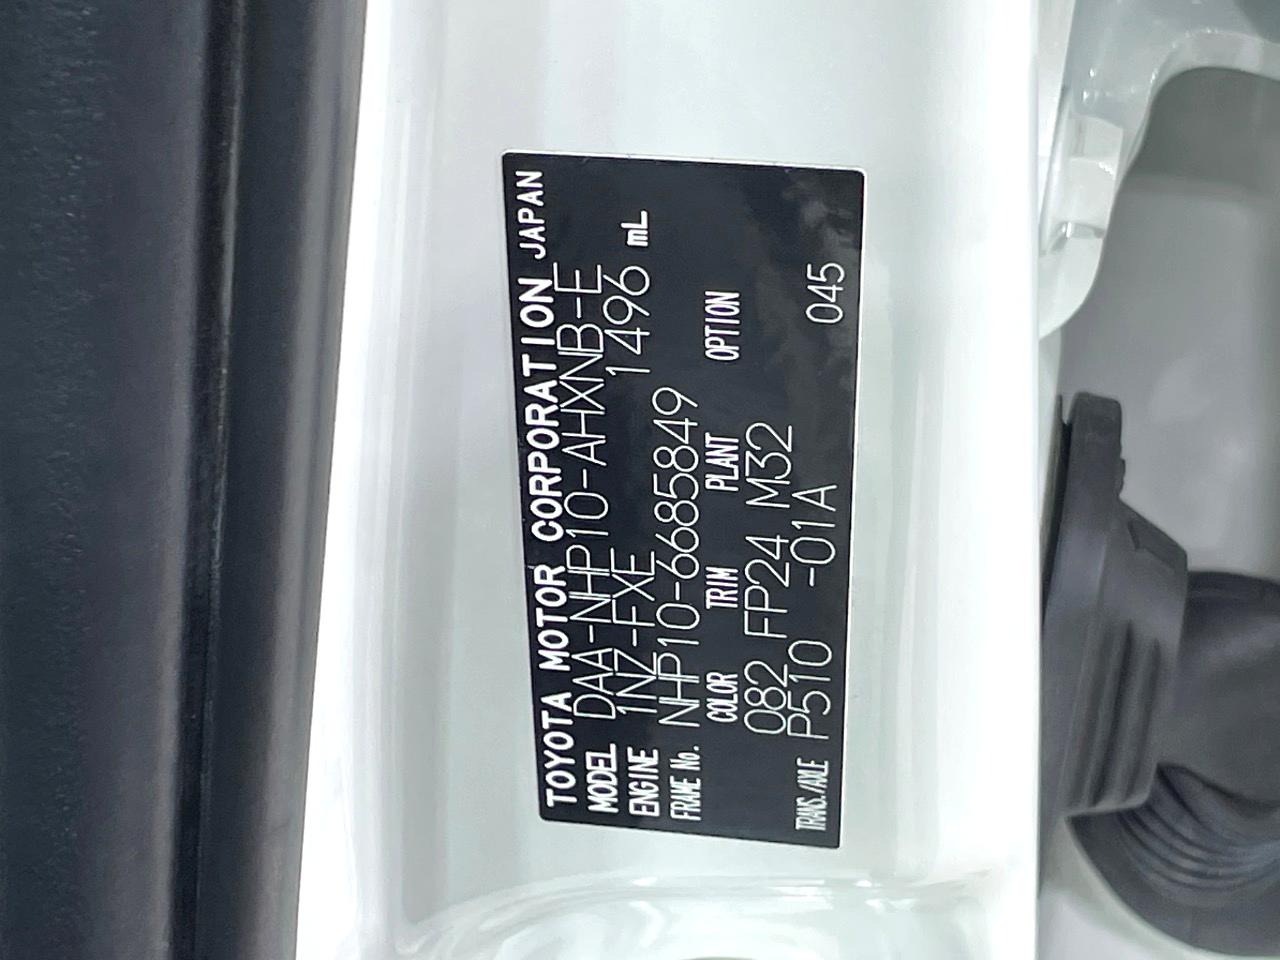 TOYOTA MOTOR CORPORATION JAPAN
MODEL DAA-NHP10-AHXNB-E
ENGINE 1NZ-FXE 1496 mL
FRAME No. NHP10-6685849
COLOR TRIM PLANT OPTION
082 FP24 M32
TRANS./AXLE P510 -01A 045